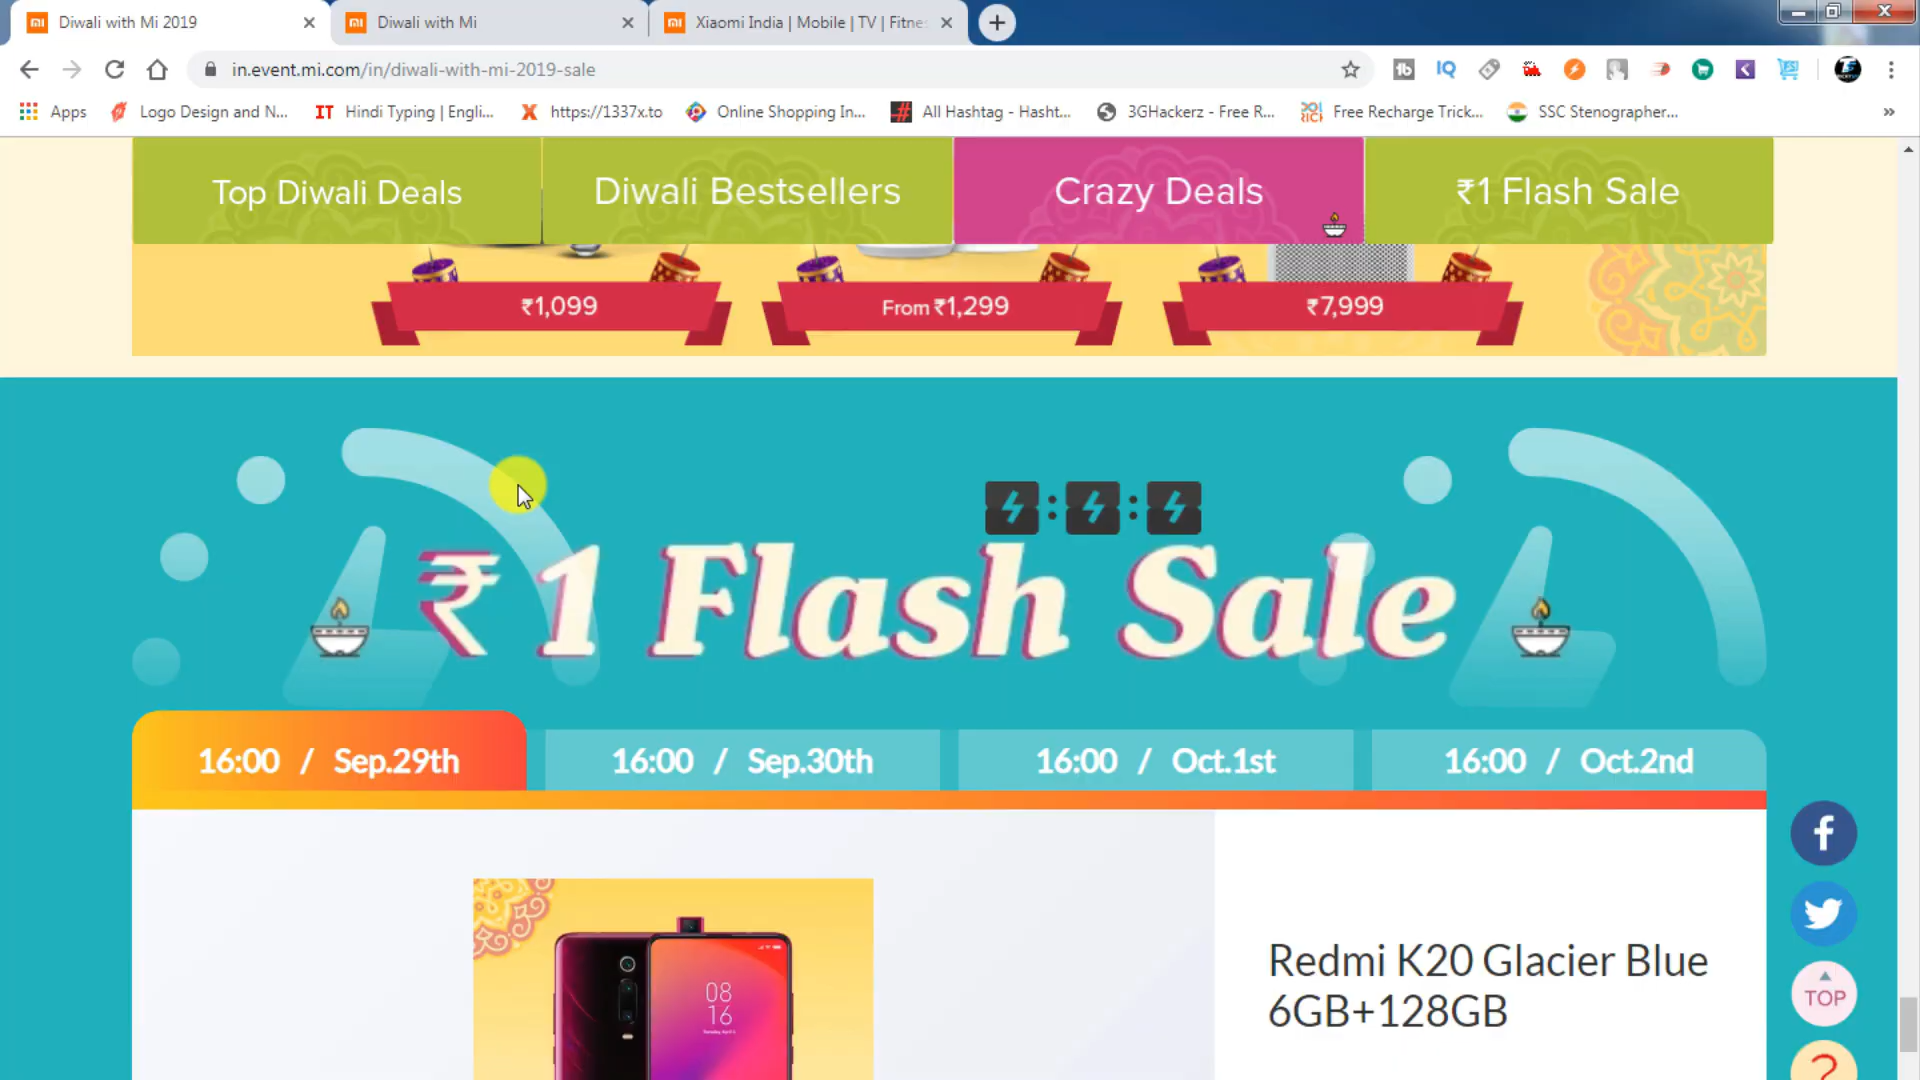 Diwali with Mi 2019
Diwali with Mi
Xiaomi India | Mobile | TV | Fitne
in.event.mi.com/in/diwali-with-mi-2019-sale
Apps
Logo Design and N...
IT
Hindi Typing | Engli...
https://1337x.to
Online Shopping In...
All Hashtag - Hasht...
3GHackerz - Free R...
Free Recharge Trick...
SSC Stenographer...
Top Diwali Deals
Diwali Bestsellers
Crazy Deals
₹1 Flash Sale
₹1,099
From ₹1,299
₹7,999
₹ 1 Flash Sale
16:00 / Sep.29th
16:00 / Sep.30th
16:00 / Oct.1st
16:00 / Oct.2nd
08
16
Redmi K20 Glacier Blue
6GB+128GB
TOP
?